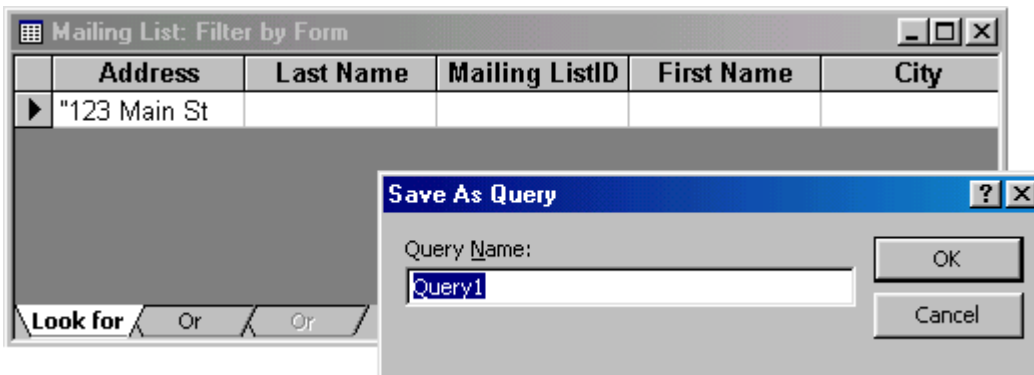 Mailing List: Filter by Form
Address Last Name Mailing ListID First Name City
"123 Main St
Save As Query
Query Name:
OK
Query1
Cancel
Look for Or Or